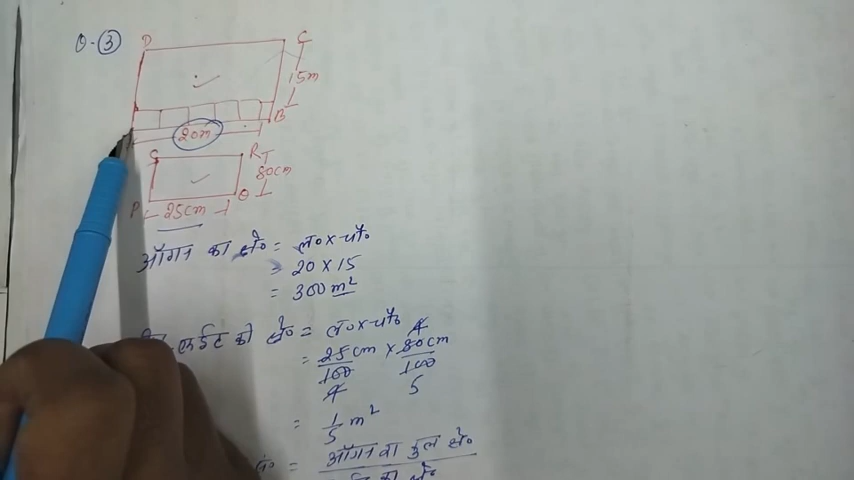 Q-3
D C
15m
B
20m
S R
80cm
P Q
25cm
आँगन का क्षे० = ल०×चौ०
= 20 × 15
= 300 m²
को क्षे० = ल०×चौ०
= 25cm/100 × 80cm/100
4 4 5
= 1/5 m²
= आँगन का कुल क्षे०